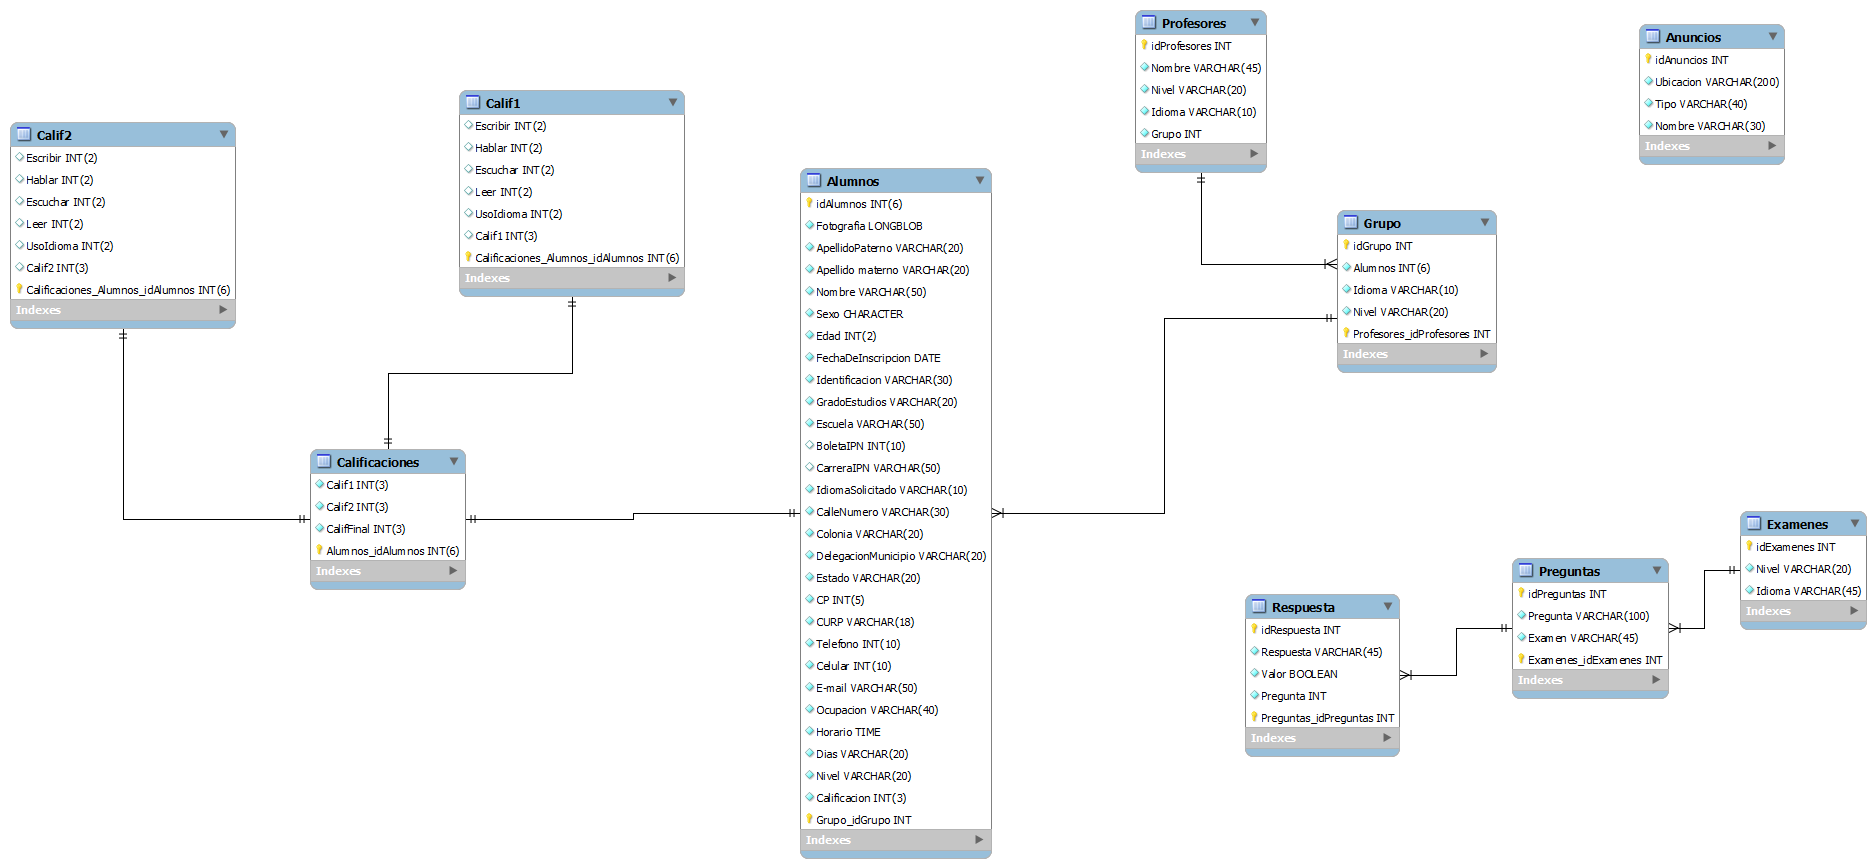 Calif2
Escribir INT(2)
Hablar INT(2)
Escuchar INT(2)
Leer INT(2)
UsoIdioma INT(2)
Calif2 INT(3)
Calificaciones_Alumnos_idAlumnos INT(6)
Indexes
Calif1
Escribir INT(2)
Hablar INT(2)
Escuchar INT(2)
Leer INT(2)
UsoIdioma INT(2)
Calif1 INT(3)
Calificaciones_Alumnos_idAlumnos INT(6)
Indexes
Calificaciones
Calif1 INT(3)
Calif2 INT(3)
CalifFinal INT(3)
Alumnos_idAlumnos INT(6)
Indexes
Alumnos
idAlumnos INT(6)
Fotografia LONGBLOB
ApellidoPaterno VARCHAR(20)
Apellido materno VARCHAR(20)
Nombre VARCHAR(50)
Sexo CHARACTER
Edad INT(2)
FechaDeInscripcion DATE
Identificacion VARCHAR(30)
GradoEstudios VARCHAR(20)
Escuela VARCHAR(50)
BoletaIPN INT(10)
CarreraIPN VARCHAR(50)
IdiomaSolicitado VARCHAR(10)
CalleNumero VARCHAR(30)
Colonia VARCHAR(20)
DelegacionMunicipio VARCHAR(20)
Estado VARCHAR(20)
CP INT(5)
CURP VARCHAR(18)
Telefono INT(10)
Celular INT(10)
E-mail VARCHAR(50)
Ocupacion VARCHAR(40)
Horario TIME
Dias VARCHAR(20)
Nivel VARCHAR(20)
Calificacion INT(3)
Grupo_idGrupo INT
Indexes
Profesores
idProfesores INT
Nombre VARCHAR(45)
Nivel VARCHAR(20)
Idioma VARCHAR(10)
Grupo INT
Indexes
Anuncios
idAnuncios INT
Ubicacion VARCHAR(200)
Tipo VARCHAR(40)
Nombre VARCHAR(30)
Indexes
Grupo
idGrupo INT
Alumnos INT(6)
Idioma VARCHAR(10)
Nivel VARCHAR(20)
Profesores_idProfesores INT
Indexes
Respuesta
idRespuesta INT
Respuesta VARCHAR(45)
Valor BOOLEAN
Pregunta INT
Preguntas_idPreguntas INT
Indexes
Preguntas
idPreguntas INT
Pregunta VARCHAR(100)
Examen VARCHAR(45)
Examenes_idExamenes INT
Indexes
Examenes
idExamenes INT
Nivel VARCHAR(20)
Idioma VARCHAR(45)
Indexes